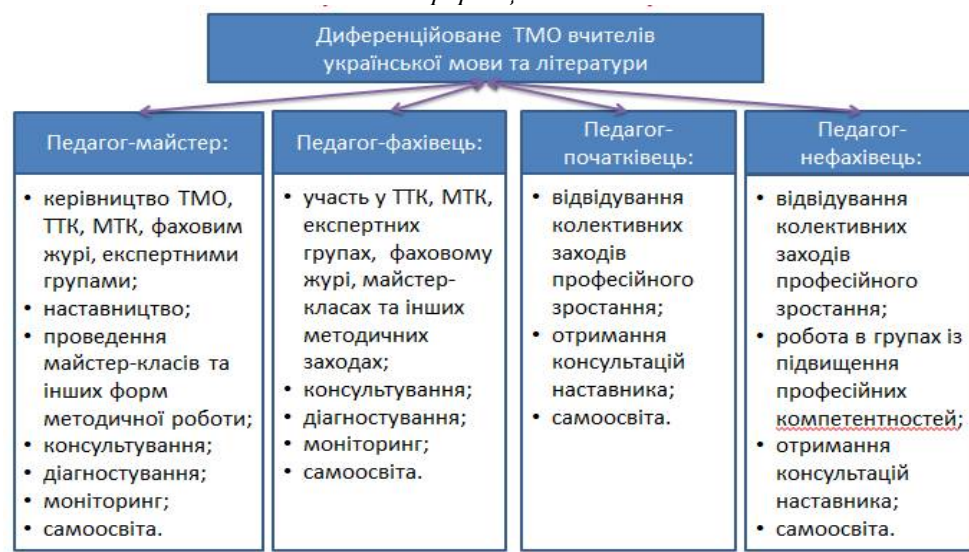 Диференційоване ТМО вчителів
української мови та літератури
Педагог-майстер:
• керівництво ТМО,
ТТК, МТК, фаховим
журі, експертними
групами;
• наставництво;
• проведення
майстер-класів та
інших форм
методичної роботи;
• консультування;
• діагностування;
• моніторинг;
• самоосвіта.
Педагог-фахівець:
• участь у ТТК, МТК,
експертних
групах, фаховому
журі, майстер-
класах та інших
методичних
заходах;
• консультування;
• діагностування;
• моніторинг;
• самоосвіта.
Педагог-
початківець:
• відвідування
колективних
заходів
професійного
зростання;
• отримання
консультацій
наставника;
• самоосвіта.
Педагог-
нефахівець:
• відвідування
колективних
заходів
професійного
зростання;
• робота в групах із
підвищення
професійних
компетентностей;
• отримання
консультацій
наставника;
• самоосвіта.